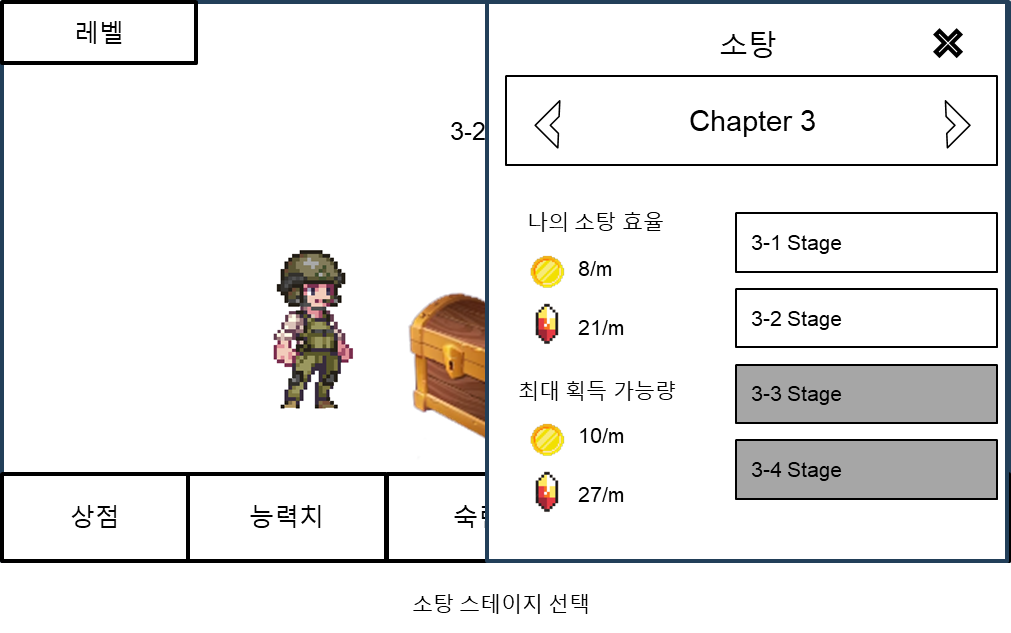 레벨
3-2
상점
능력치
숙
소탕
Chapter 3
나의 소탕 효율
8/m
21/m
최대 획득 가능량
10/m
27/m
3-1 Stage
3-2 Stage
3-3 Stage
3-4 Stage
소탕 스테이지 선택